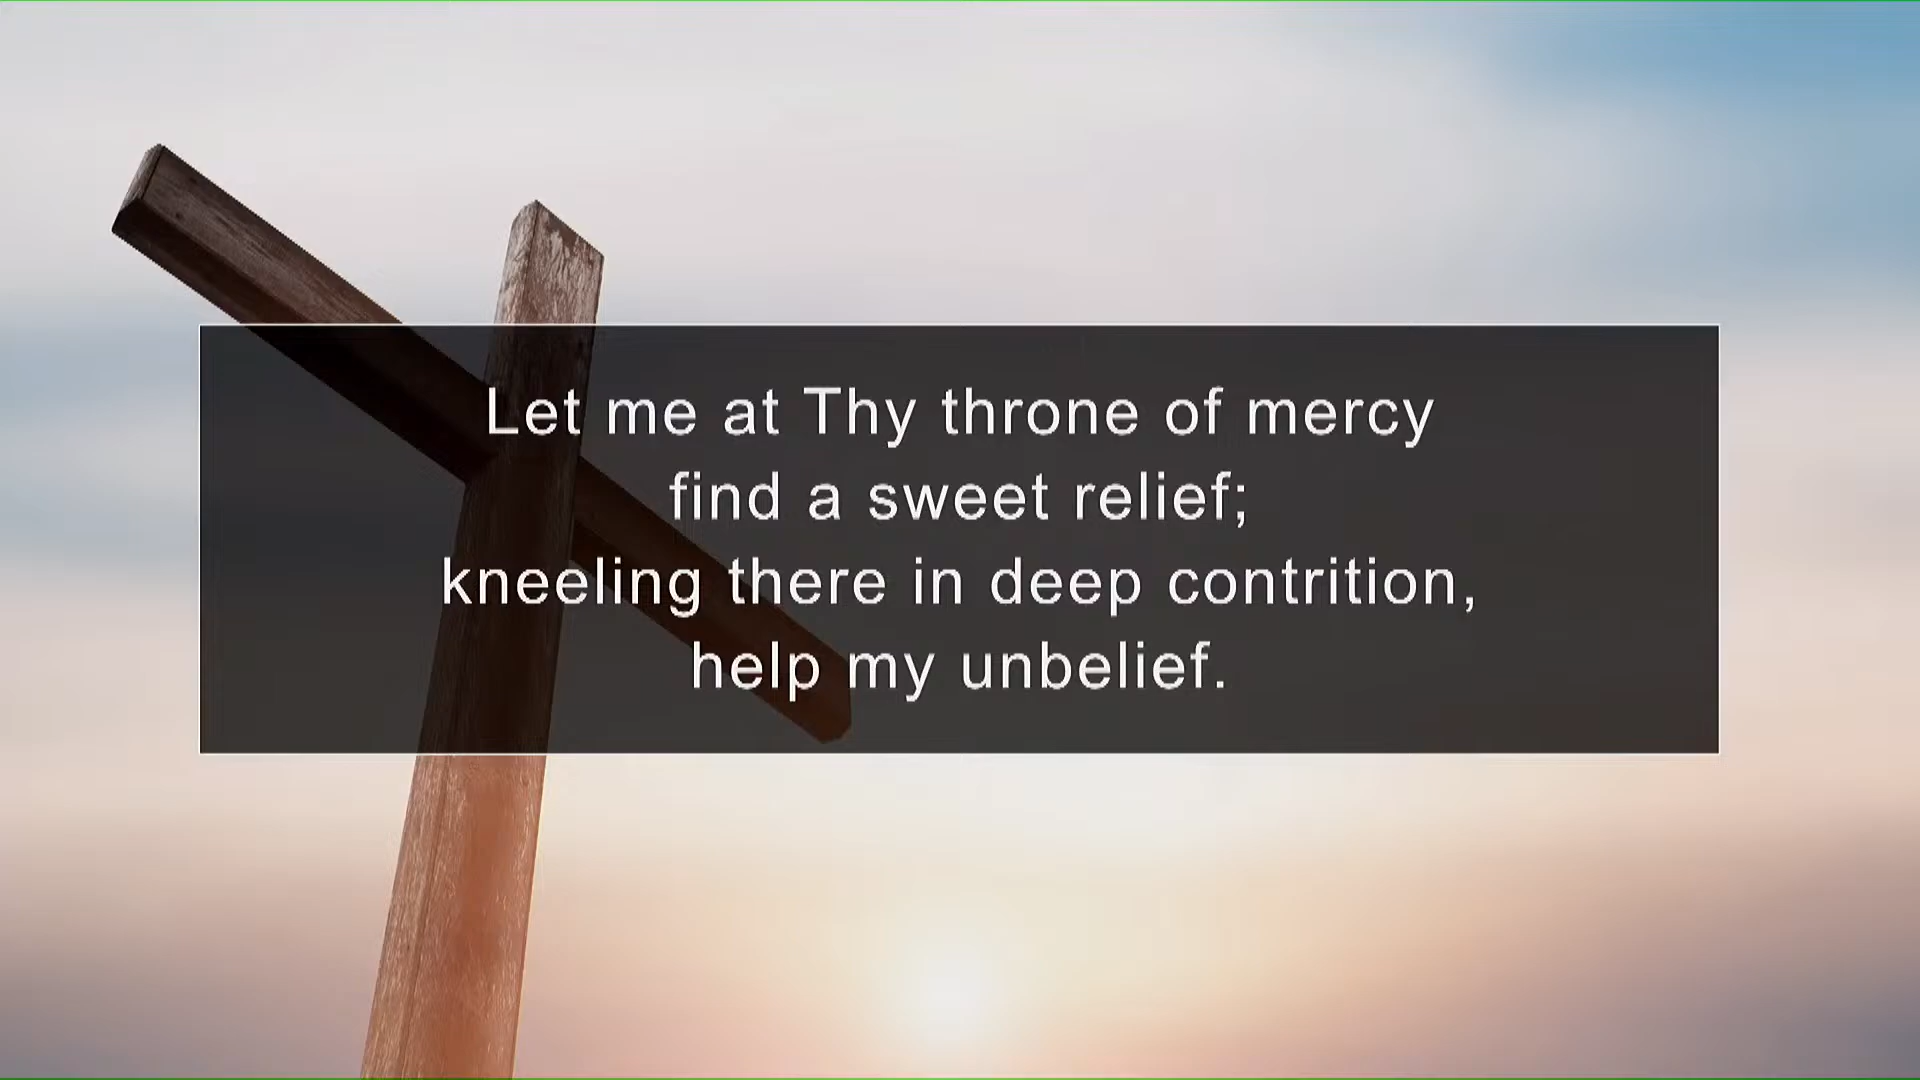 Let me at Thy throne of mercy
find a sweet relief;
kneeling there in deep contrition,
help my unbelief.